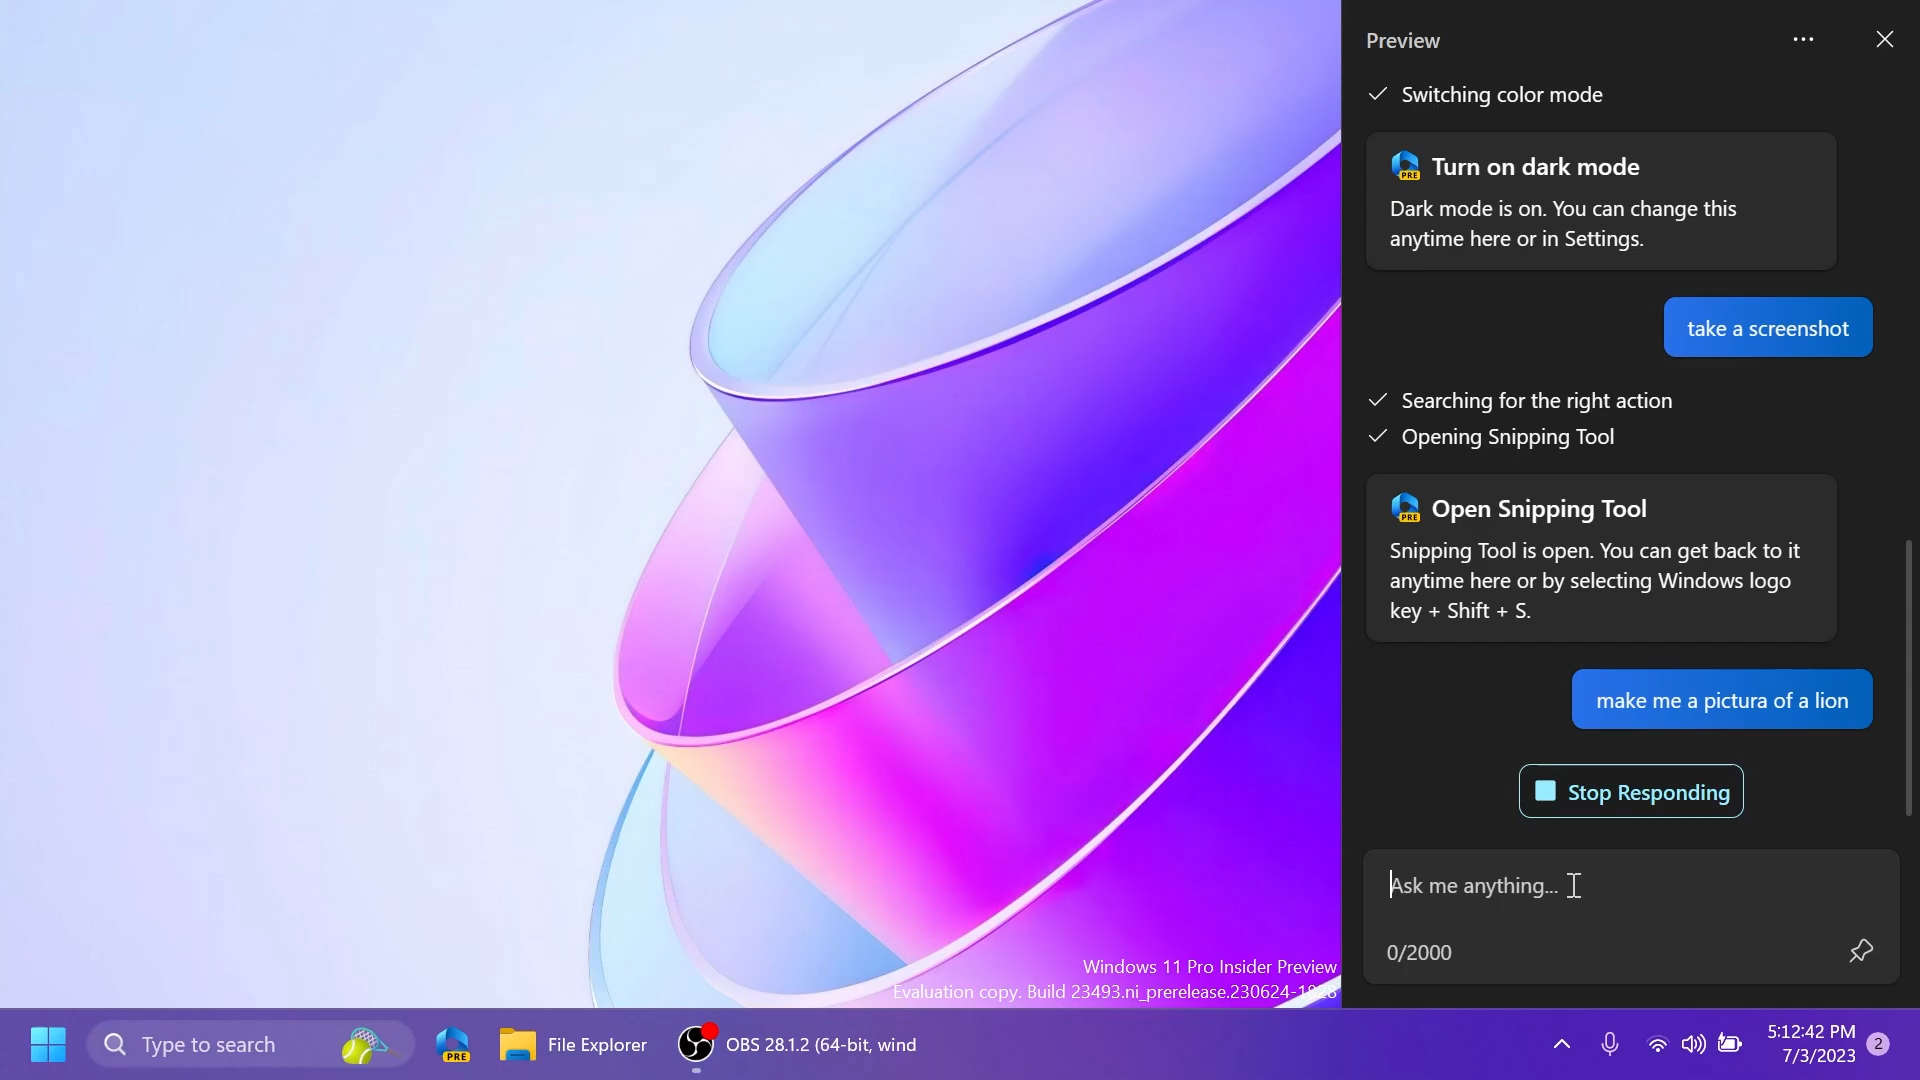 Preview
Switching color mode
PRE
Turn on dark mode
Dark mode is on. You can change this
anytime here or in Settings.
take a screenshot
Searching for the right action
Opening Snipping Tool
PRE
Open Snipping Tool
Snipping Tool is open. You can get back to it
anytime here or by selecting Windows logo
key + Shift + S.
make me a pictura of a lion
Stop Responding
Ask me anything...
0/2000
Windows 11 Pro Insider Preview
Evaluation copy. Build 23493.ni_prerelease.230624-1828
Type to search
PRE
File Explorer
OBS 28.1.2 (64-bit, wind
5:12:42 PM
7/3/2023
2